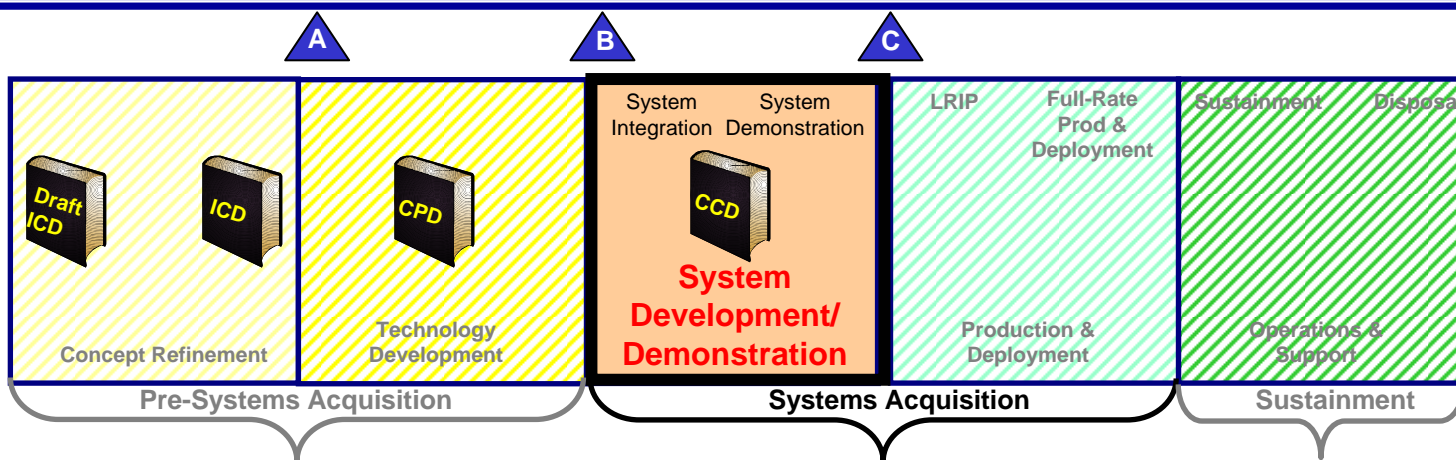 A
B
C
System
Integration
System
Demonstration
LRIP
Full-Rate
Prod &
Deployment
Sustainment
Disposa
Draft
ICD
ICD
CPD
CCD
System
Development/
Demonstration
Concept Refinement
Technology
Development
Production &
Deployment
Operations &
Support
Pre-Systems Acquisition
Systems Acquisition
Sustainment